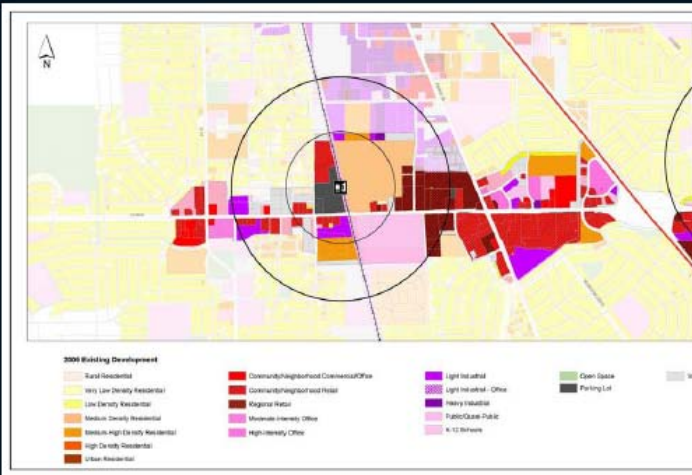 N
2006 Existing Development
Rural Residential
Very Low Density Residential
Low Density Residential
Medium Density Residential
Medium-High Density Residential
High Density Residential
Urban Residential
Community/Neighborhood Commercial/Office
Community/Neighborhood Retail
Regional Retail
Moderate-Intensity Office
High-Intensity Office
Light Industrial
Light Industrial - Office
Heavy Industrial
Public/Quasi-Public
K-12 Schools
Open Space
Parking Lot